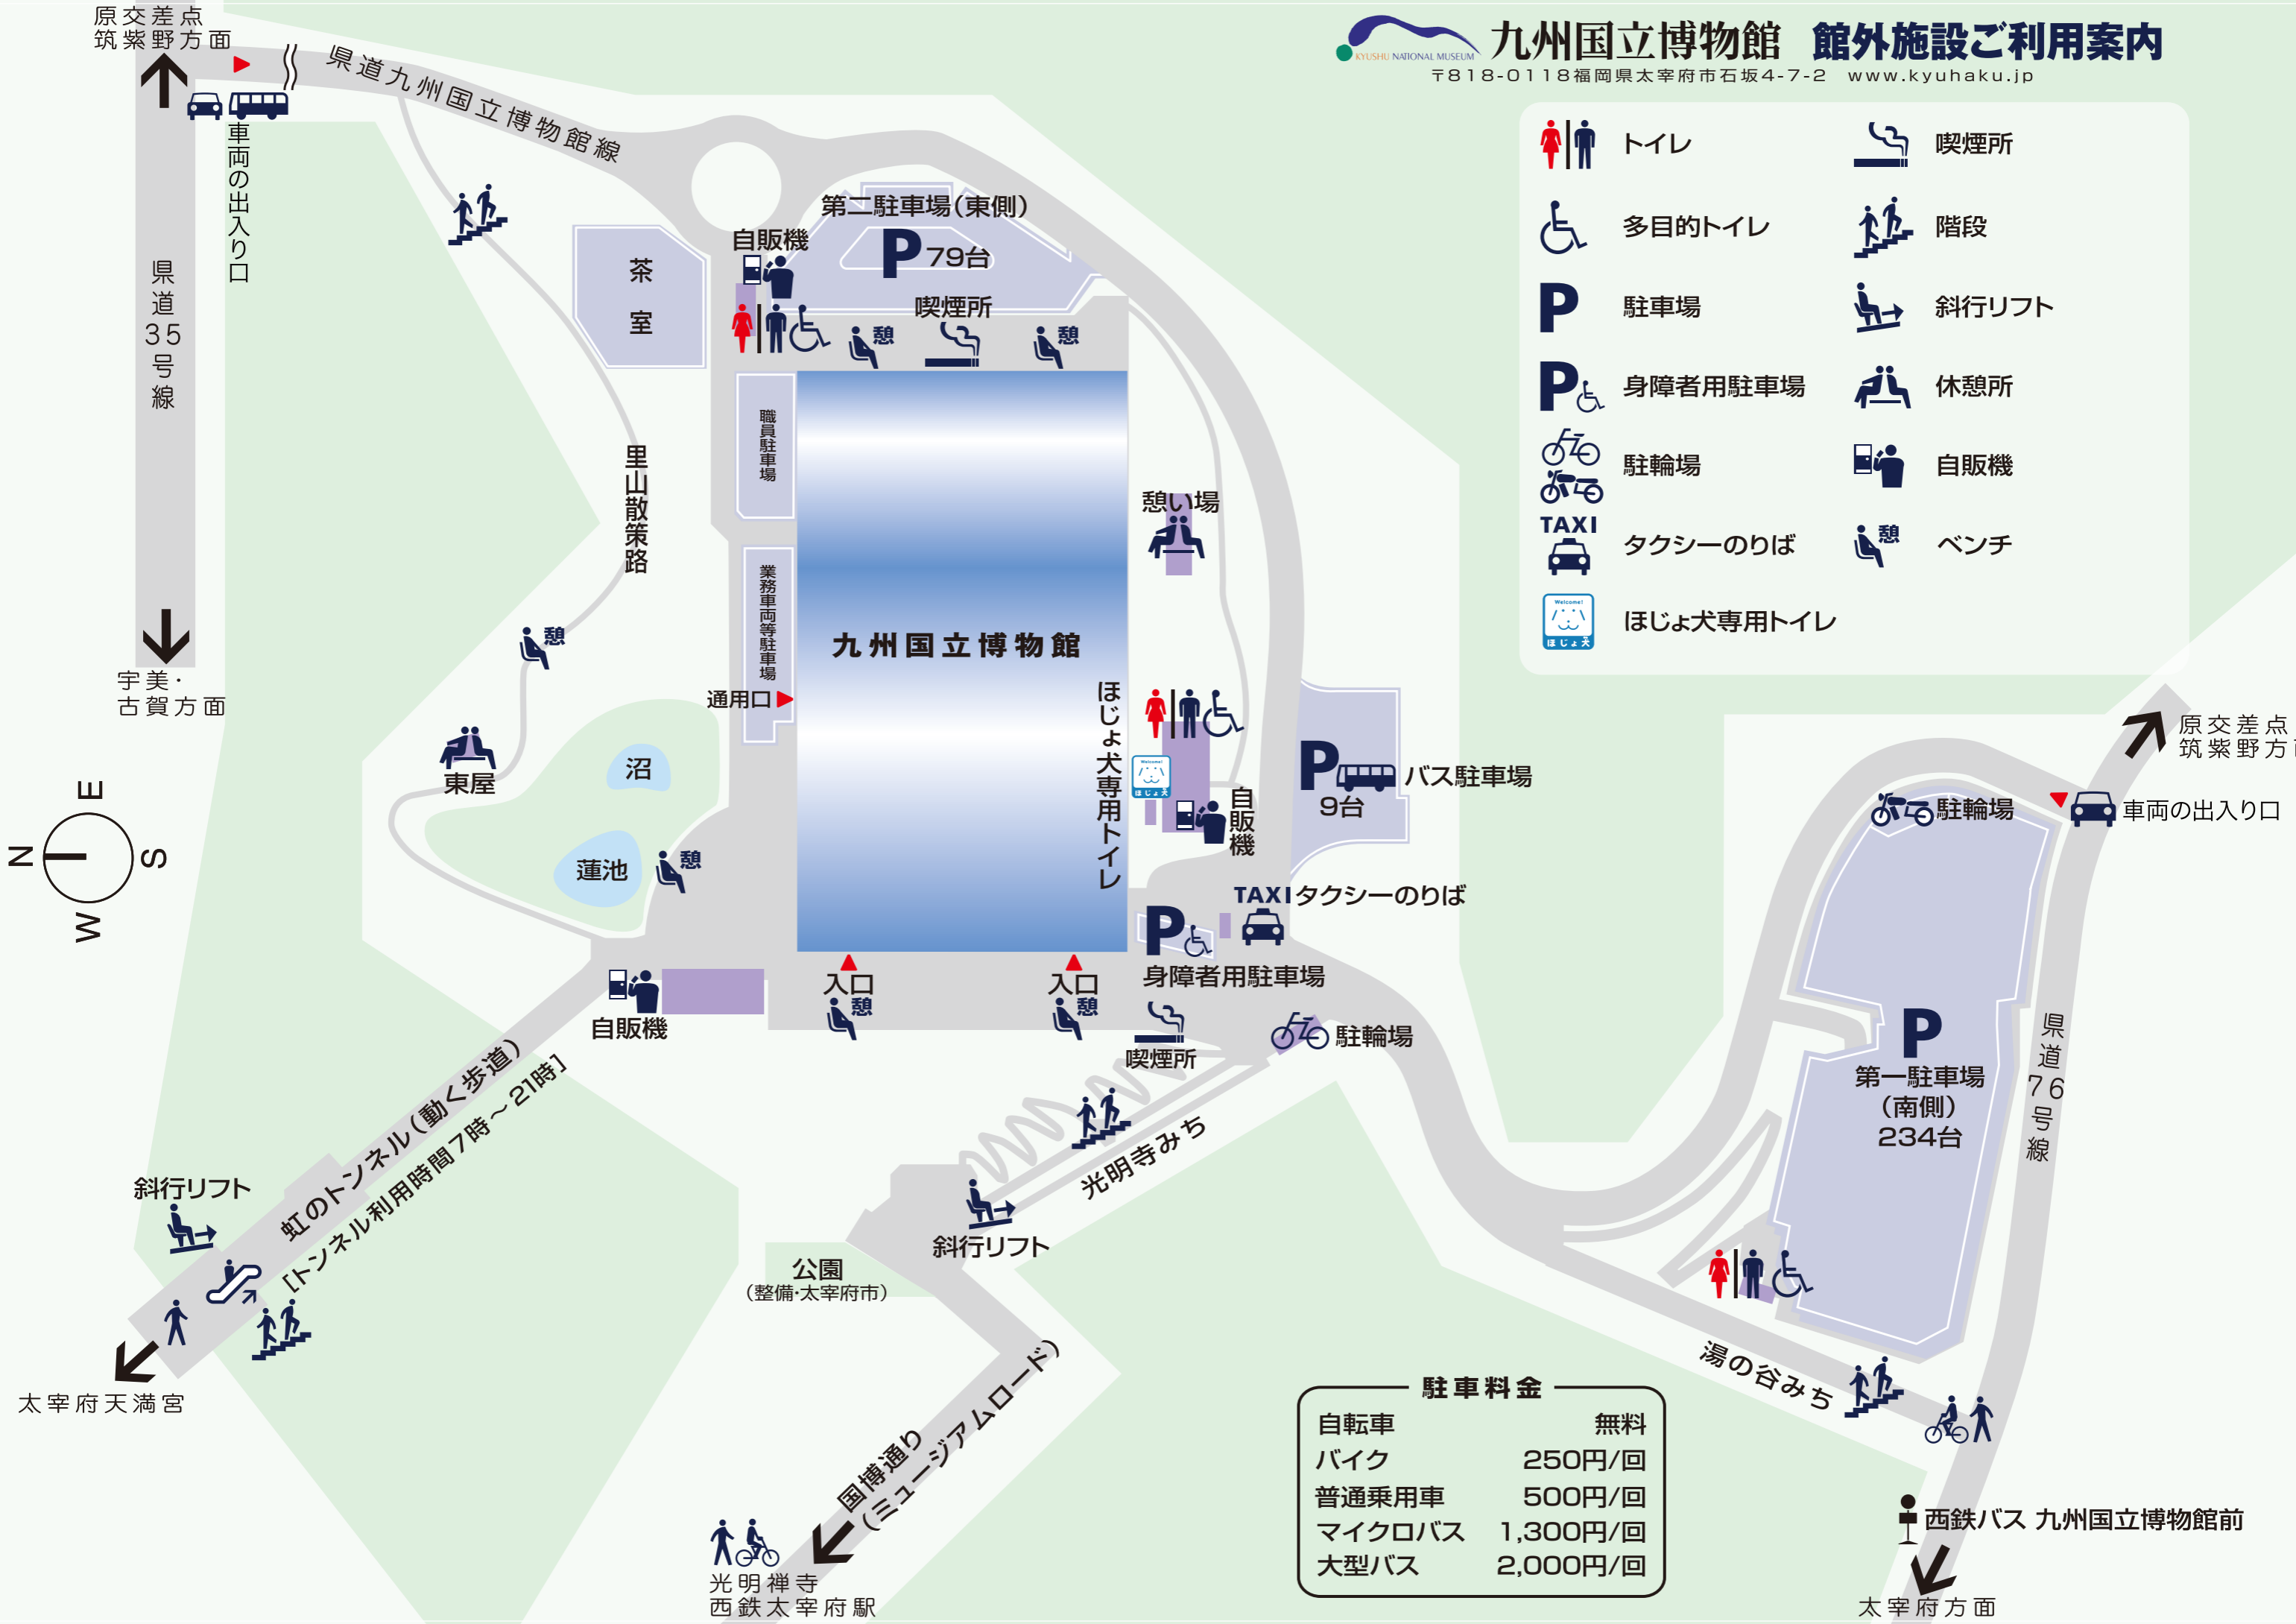 原交差点
筑紫野方面
県道九州国立博物館線
車両の出入り口
県道35号線
宇美・
古賀方面
KYUSHU NATIONAL MUSEUM
九州国立博物館 館外施設ご利用案内
〒818-0118福岡県太宰府市石坂4-7-2 www.kyuhaku.jp
トイレ
喫煙所
多目的トイレ
階段
P
駐車場
斜行リフト
P
身障者用駐車場
休憩所
駐輪場
自販機
TAXI
タクシーのりば
憩
ベンチ
Welcome!
ほじょ犬
ほじょ犬専用トイレ
第二駐車場(東側)
P 79台
自販機
喫煙所
憩
憩
茶室
職員駐車場
里山散策路
憩い場
業務車両等駐車場
九州国立博物館
通用口
憩
東屋
沼
蓮池
憩
ほじょ犬専用トイレ
Welcome!
ほじょ犬
自販機
P
9台
バス駐車場
TAXI タクシーのりば
P
身障者用駐車場
入口
憩
入口
憩
自販機
喫煙所
駐輪場
E
N
S
W
虹のトンネル(動く歩道)
[トンネル利用時間7時〜21時]
斜行リフト
太宰府天満宮
光明寺みち
斜行リフト
公園
(整備・太宰府市)
国博通り
(ミュージアムロード)
光明禅寺
西鉄太宰府駅
原交差点
筑紫野方
駐輪場
車両の出入り口
P
第一駐車場
(南側)
234台
県道76号線
湯の谷みち
西鉄バス 九州国立博物館前
太宰府方面
駐車料金
自転車 無料
バイク 250円/回
普通乗用車 500円/回
マイクロバス 1,300円/回
大型バス 2,000円/回